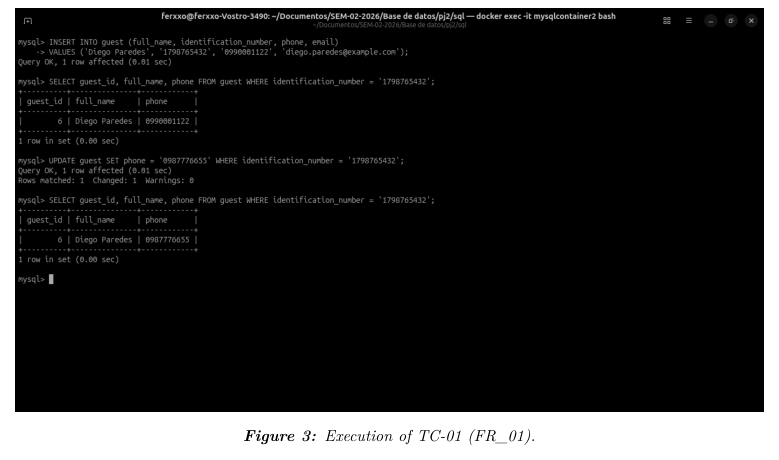 ferxxo@ferxxo-Vostro-3490: ~/Documentos/SEM-02-2026/Base de datos/pj2/sql — docker exec -it mysqlcontainer2 bash
~/Documentos/SEM-02-2026/Base de datos/pj2/sql
mysql> INSERT INTO guest (full_name, identification_number, phone, email)
    -> VALUES ('Diego Paredes', '1798765432', '0990001122', 'diego.paredes@example.com');
Query OK, 1 row affected (0.01 sec)
mysql> SELECT guest_id, full_name, phone FROM guest WHERE identification_number = '1798765432';
+----------+---------------+------------+
| guest_id | full_name     | phone      |
+----------+---------------+------------+
|        6 | Diego Paredes | 0990001122 |
+----------+---------------+------------+
1 row in set (0.00 sec)
mysql> UPDATE guest SET phone = '0987776655' WHERE identification_number = '1798765432';
Query OK, 1 row affected (0.01 sec)
Rows matched: 1  Changed: 1  Warnings: 0
mysql> SELECT guest_id, full_name, phone FROM guest WHERE identification_number = '1798765432';
+----------+---------------+------------+
| guest_id | full_name     | phone      |
+----------+---------------+------------+
|        6 | Diego Paredes | 0987776655 |
+----------+---------------+------------+
1 row in set (0.00 sec)
mysql>
Figure 3: Execution of TC-01 (FR_01).